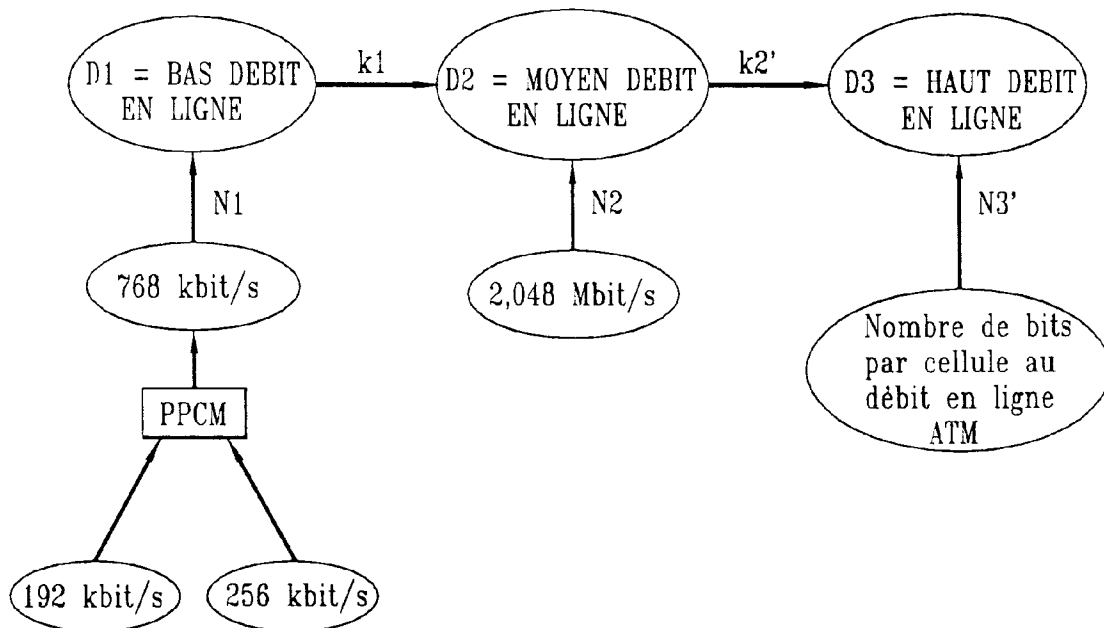 D1 = BAS DEBIT
EN LIGNE
k1
D2 = MOYEN DEBIT
EN LIGNE
k2'
D3 = HAUT DEBIT
EN LIGNE
N1
N2
N3'
768 kbit/s
2,048 Mbit/s
Nombre de bits
par cellule au
débit en ligne
ATM
PPCM
192 kbit/s
256 kbit/s